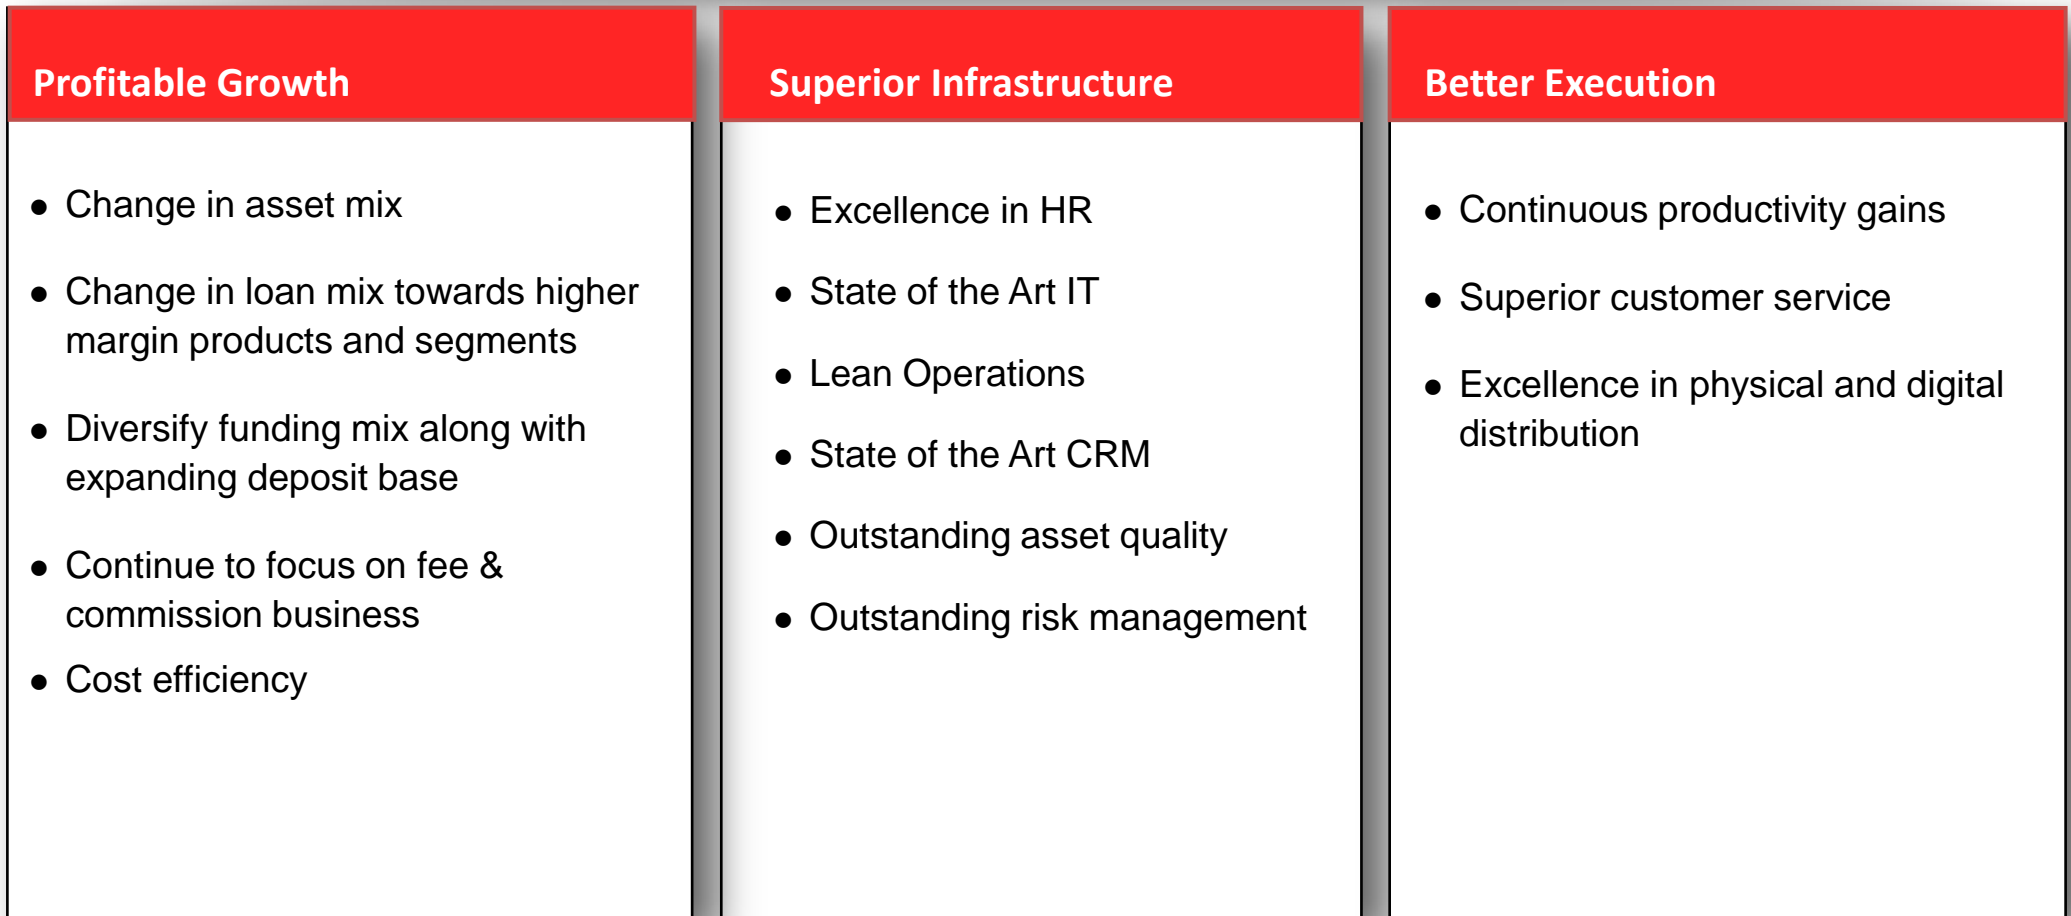 Profitable Growth
● Change in asset mix
● Change in loan mix towards higher
margin products and segments
● Diversify funding mix along with
expanding deposit base
● Continue to focus on fee &
commission business
● Cost efficiency
Superior Infrastructure
● Excellence in HR
● State of the Art IT
● Lean Operations
● State of the Art CRM
● Outstanding asset quality
● Outstanding risk management
Better Execution
● Continuous productivity gains
● Superior customer service
● Excellence in physical and digital
distribution